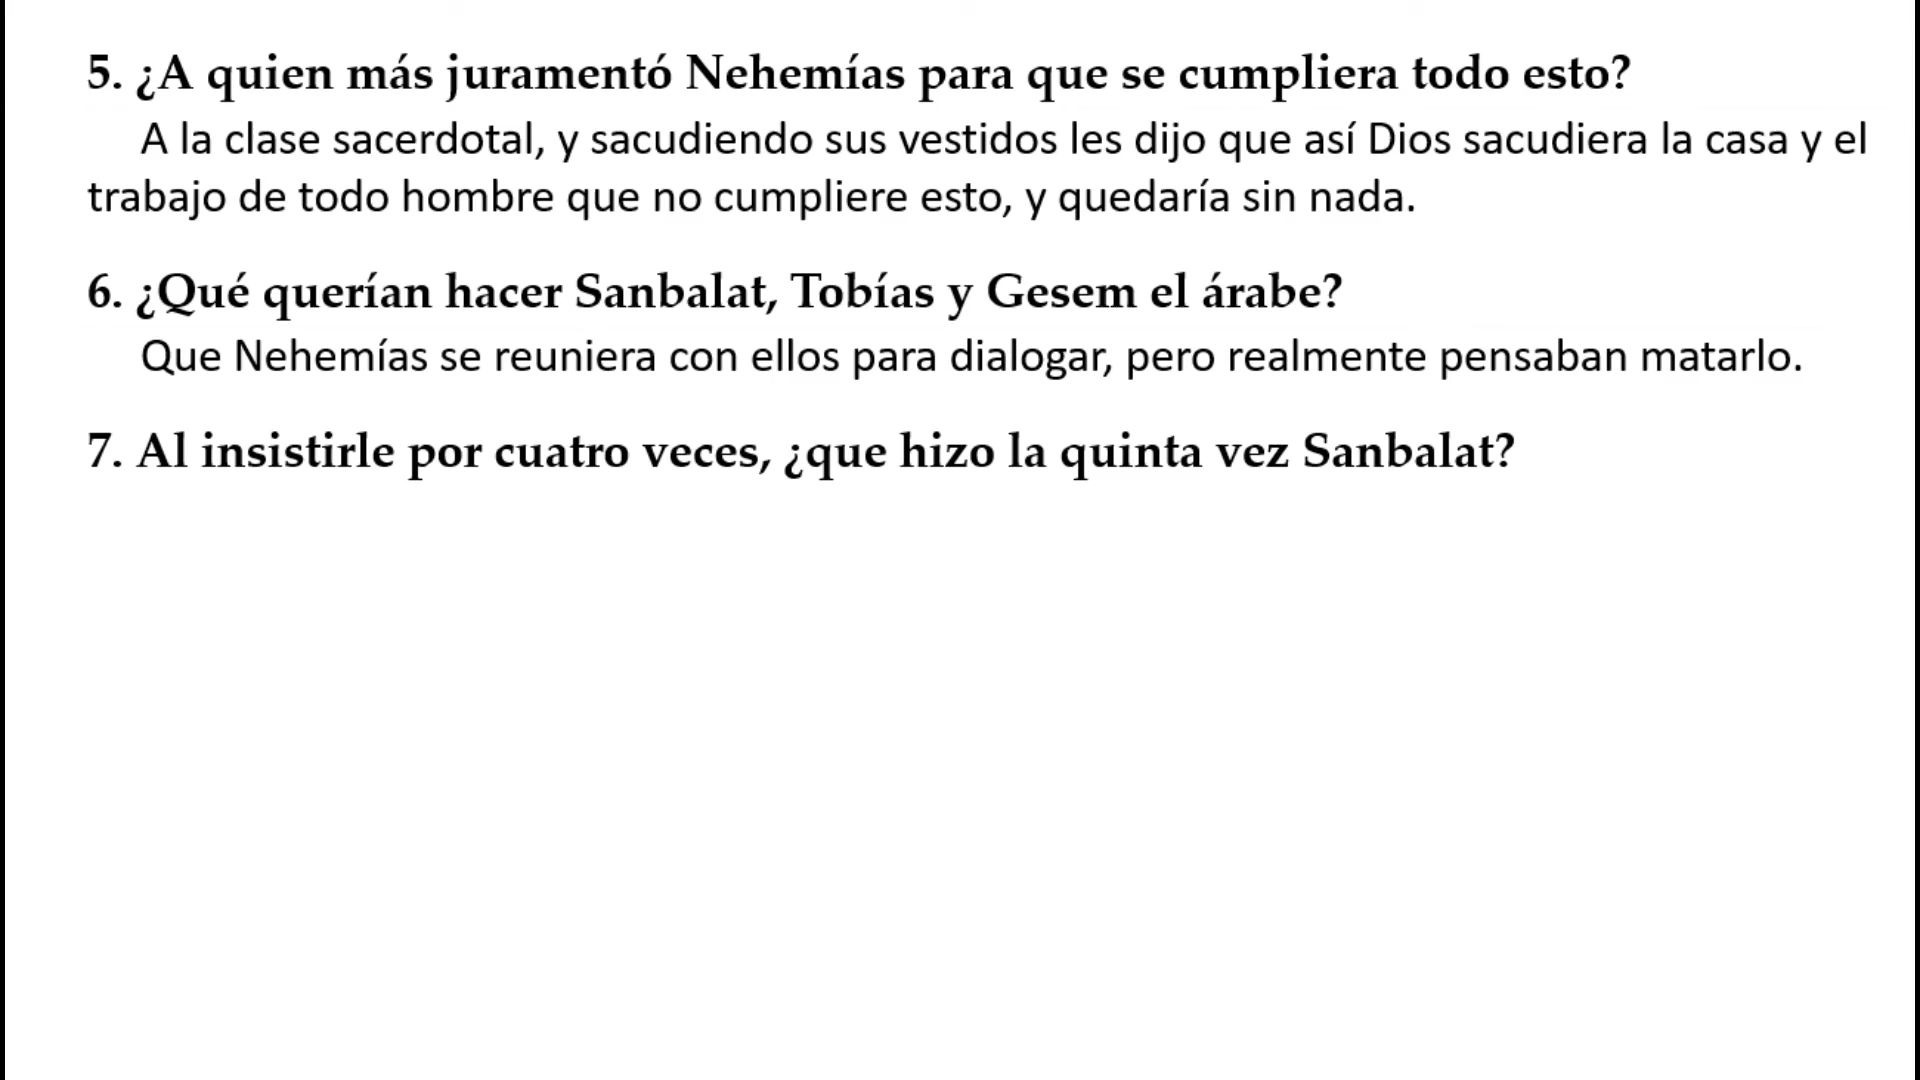 5. ¿A quien más juramentó Nehemías para que se cumpliera todo esto?
A la clase sacerdotal, y sacudiendo sus vestidos les dijo que así Dios sacudiera la casa y el
trabajo de todo hombre que no cumpliere esto, y quedaría sin nada.
6. ¿Qué querían hacer Sanbalat, Tobías y Gesem el árabe?
Que Nehemías se reuniera con ellos para dialogar, pero realmente pensaban matarlo.
7. Al insistirle por cuatro veces, ¿que hizo la quinta vez Sanbalat?